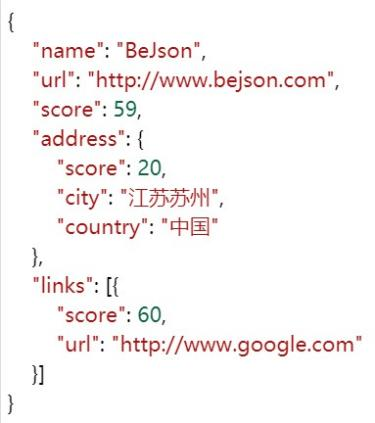 {
"name": "BeJson",
"url": "http://www.bejson.com",
"score": 59,
"address": {
"score": 20,
"city": "江苏苏州",
"country": "中国"
},
"links": [{
"score": 60,
"url": "http://www.google.com"
}]
}